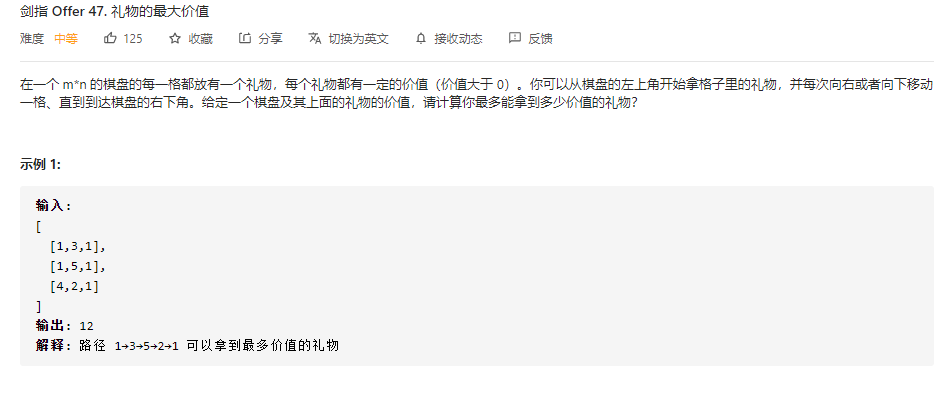 剑指 Offer 47. 礼物的最大价值
难度 中等 125 收藏 分享 切换为英文 接收动态 反馈
在一个 m*n 的棋盘的每一格都放有一个礼物，每个礼物都有一定的价值（价值大于 0）。你可以从棋盘的左上角开始拿格子里的礼物，并每次向右或者向下移动
一格、直到到达棋盘的右下角。给定一个棋盘及其上面的礼物的价值，请计算你最多能拿到多少价值的礼物？
示例 1:
输入:
[
[1,3,1],
[1,5,1],
[4,2,1]
]
输出: 12
解释: 路径 1→3→5→2→1 可以拿到最多价值的礼物